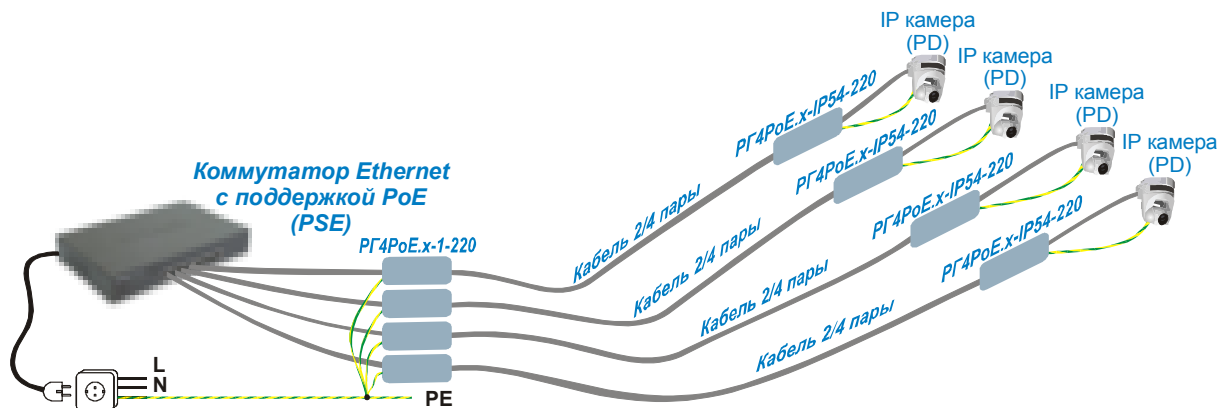 IP камера
(PD)
IP камера
(PD)
IP камера
(PD)
IP камера
(PD)
РГ4PoE.x-IP54-220
РГ4PoE.x-IP54-220
РГ4PoE.x-IP54-220
РГ4PoE.x-IP54-220
Коммутатор Ethernet
с поддержкой PoE
(PSE)
РГ4PoE.x-1-220
Кабель 2/4 пары
Кабель 2/4 пары
Кабель 2/4 пары
Кабель 2/4 пары
L
N
PE